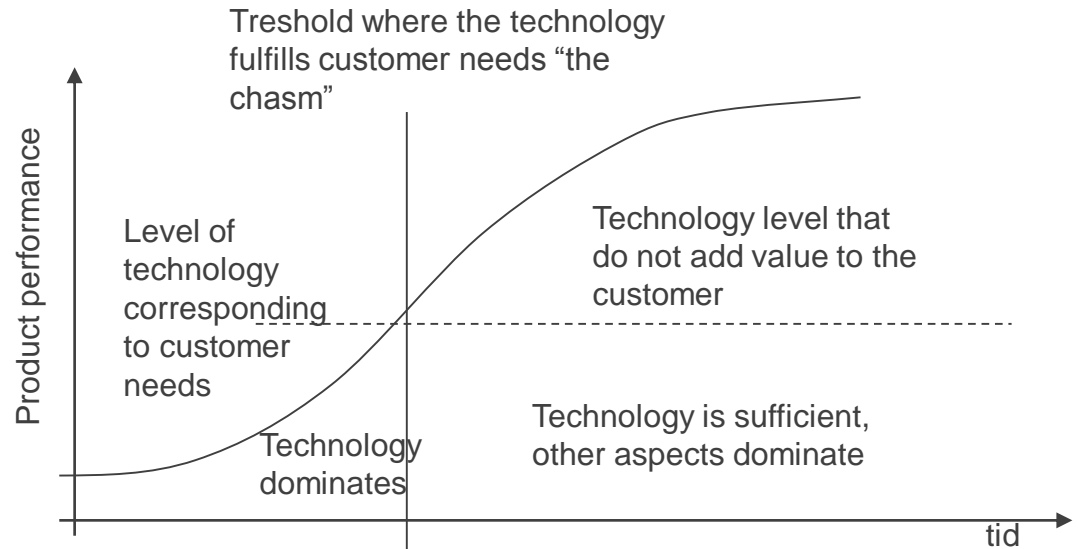 Treshold where the technology
fulfills customer needs “the
chasm”
Product performance
Level of
technology
corresponding
to customer
needs
Technology level that
do not add value to the
customer
Technology
dominates
Technology is sufficient,
other aspects dominate
tid